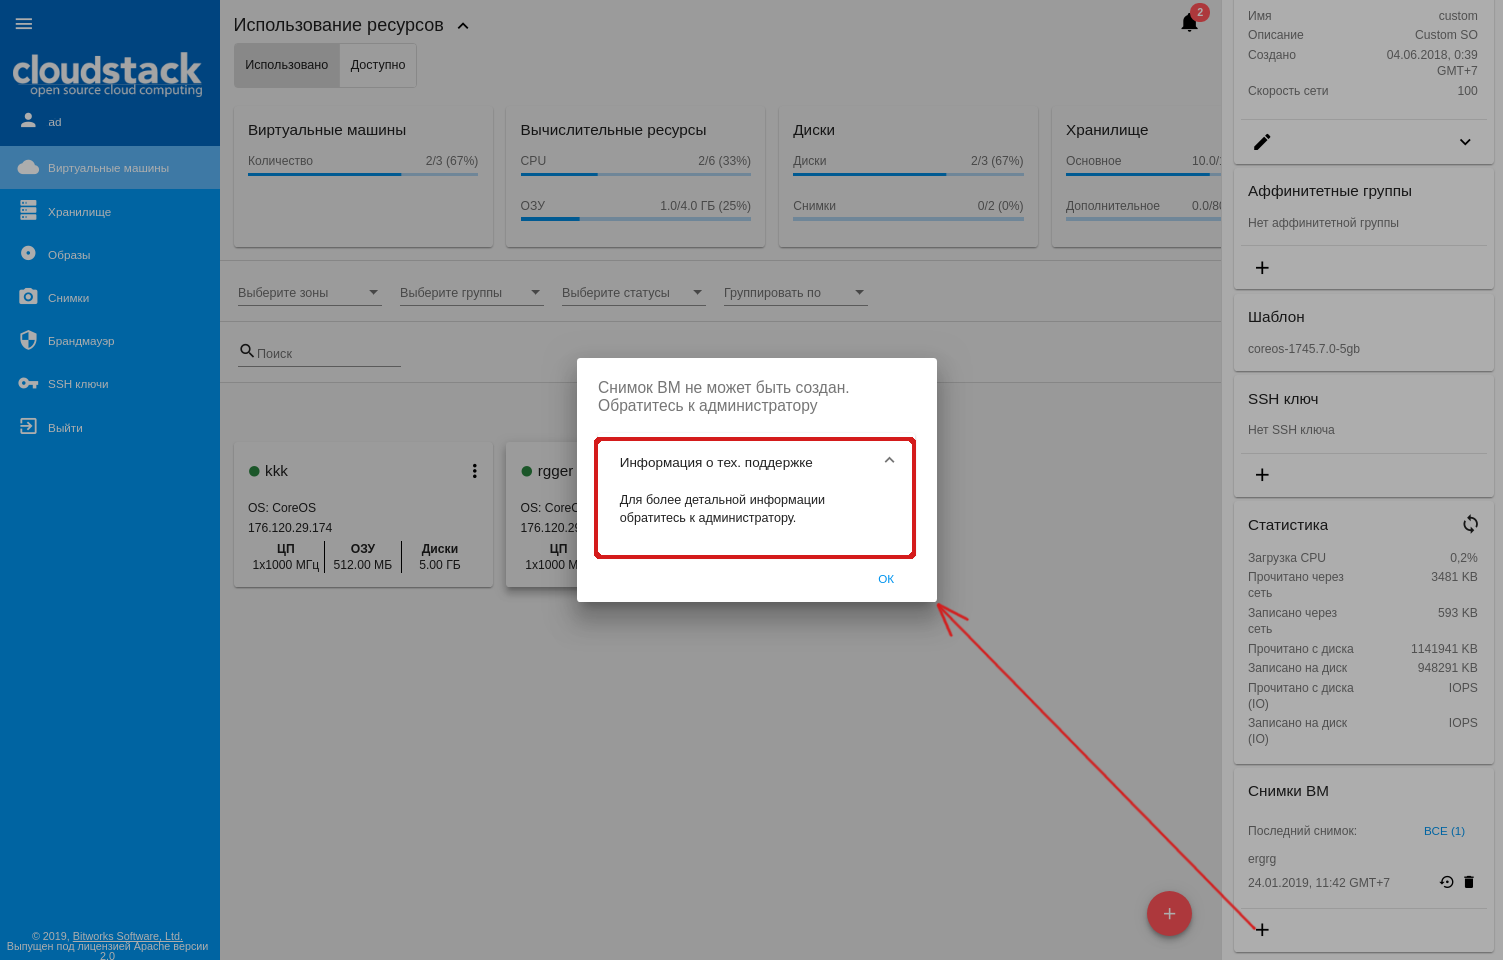 cloudstack
open source cloud computing
ad
Виртуальные машины
Хранилище
Образы
Снимки
Брандмауэр
SSH ключи
Выйти
© 2019, Bitworks Software, Ltd.
Выпущен под лицензией Apache версии
2.0
Использование ресурсов
2
Использовано
Доступно
Виртуальные машины
Количество 2/3 (67%)
Вычислительные ресурсы
CPU 2/6 (33%)
ОЗУ 1.0/4.0 ГБ (25%)
Диски
Диски 2/3 (67%)
Снимки 0/2 (0%)
Хранилище
Основное 10.0/
Дополнительное 0.0/80
Выберите зоны
Выберите группы
Выберите статусы
Группировать по
Поиск
kkk
OS: CoreOS
176.120.29.174
ЦП ОЗУ Диски
1x1000 МГц 512.00 МБ 5.00 ГБ
rgger
OS: CoreOS
176.120.29
ЦП
1x1000 М
Снимок ВМ не может быть создан.
Обратитесь к администратору
Информация о тех. поддержке
Для более детальной информации
обратитесь к администратору.
ОК
Имя custom
Описание Custom SO
Создано 04.06.2018, 0:39
GMT+7
Скорость сети 100
Аффинитетные группы
Нет аффинитетной группы
Шаблон
coreos-1745.7.0-5gb
SSH ключ
Нет SSH ключа
Статистика
Загрузка CPU 0,2%
Прочитано через 3481 KB
сеть
Записано через 593 KB
сеть
Прочитано с диска 1141941 KB
Записано на диск 948291 KB
Прочитано с диска IOPS
(IO)
Записано на диск IOPS
(IO)
Снимки ВМ
Последний снимок: ВСЕ (1)
ergrg
24.01.2019, 11:42 GMT+7